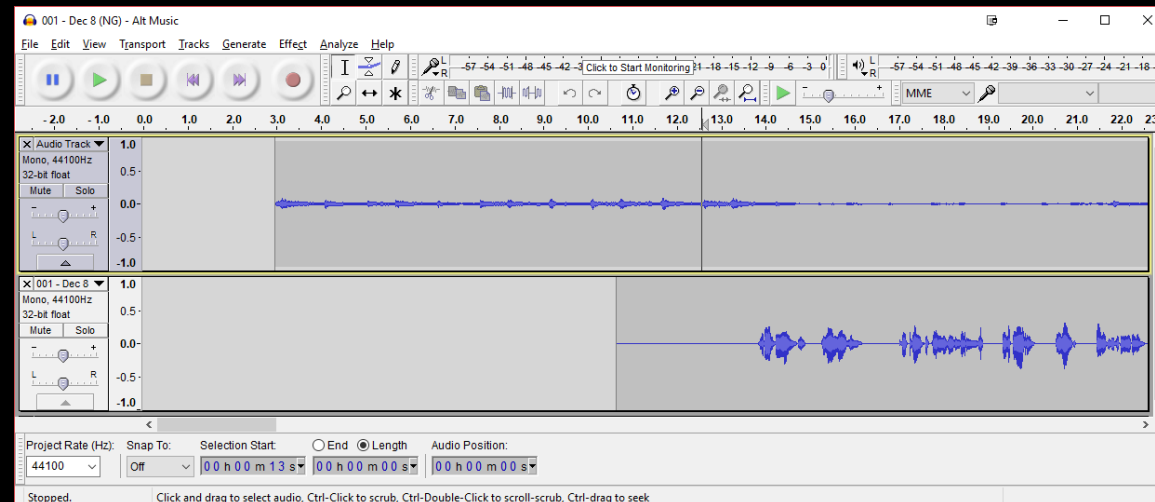 001 - Dec 8 (NG) - Alt Music
File Edit View Transport Tracks Generate Effect Analyze Help
L R -57 -54 -51 -48 -45 -42 -3 Click to Start Monitoring 21 -18 -15 -12 -9 -6 -3 0 L R -57 -54 -51 -48 -45 -42 -39 -36 -33 -30 -27 -24 -21 -18 -
MME
- 2.0 - 1.0 0.0 1.0 2.0 3.0 4.0 5.0 6.0 7.0 8.0 9.0 10.0 11.0 12.0 13.0 14.0 15.0 16.0 17.0 18.0 19.0 20.0 21.0 22.0 23
X Audio Track 1.0
Mono, 44100Hz
32-bit float 0.5
Mute Solo
- + 0.0
L R -0.5
-1.0
X 001 - Dec 8 1.0
Mono, 44100Hz
32-bit float 0.5
Mute Solo
- + 0.0
L R -0.5
-1.0
Project Rate (Hz): Snap To: Selection Start: End Length Audio Position:
44100 Off 00 h 00 m 13 s 00 h 00 m 00 s 00 h 00 m 00 s
Stopped. Click and drag to select audio, Ctrl-Click to scrub, Ctrl-Double-Click to scroll-scrub, Ctrl-drag to seek